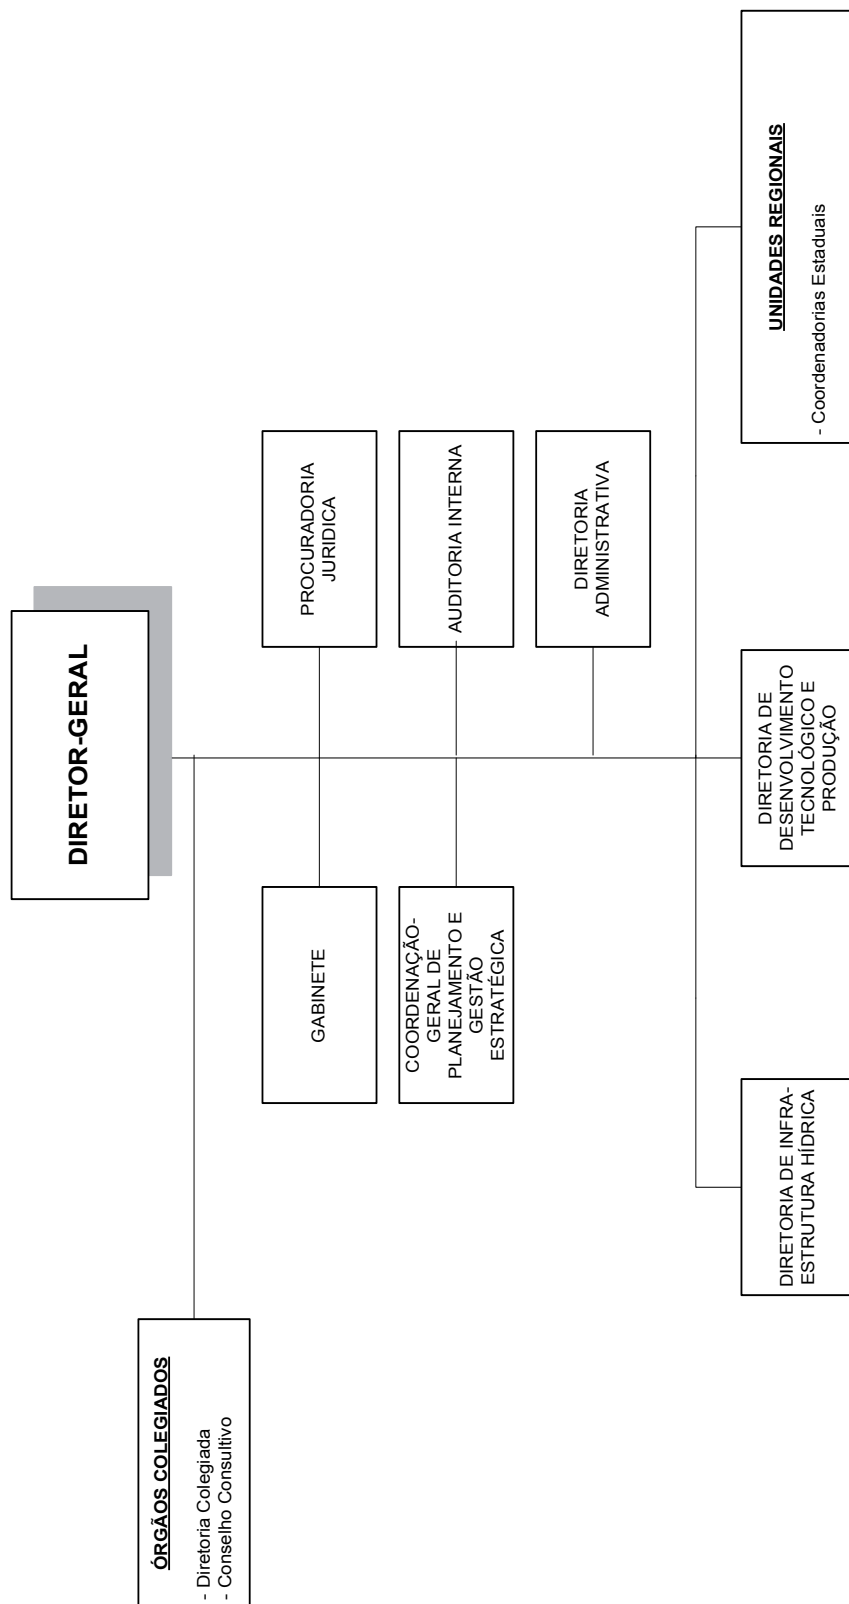 DIRETOR-GERAL
ÓRGÃOS COLEGIADOS
- Diretoria Colegiada
- Conselho Consultivo
GABINETE
PROCURADORIA
JURIDICA
COORDENAÇÃO-
GERAL DE
PLANEJAMENTO E
GESTÃO
ESTRATÉGICA
AUDITORIA INTERNA
DIRETORIA
ADMINISTRATIVA
DIRETORIA DE INFRA-
ESTRUTURA HÍDRICA
DIRETORIA DE
DESENVOLVIMENTO
TECNOLÓGICO E
PRODUÇÃO
UNIDADES REGIONAIS
- Coordenadorias Estaduais